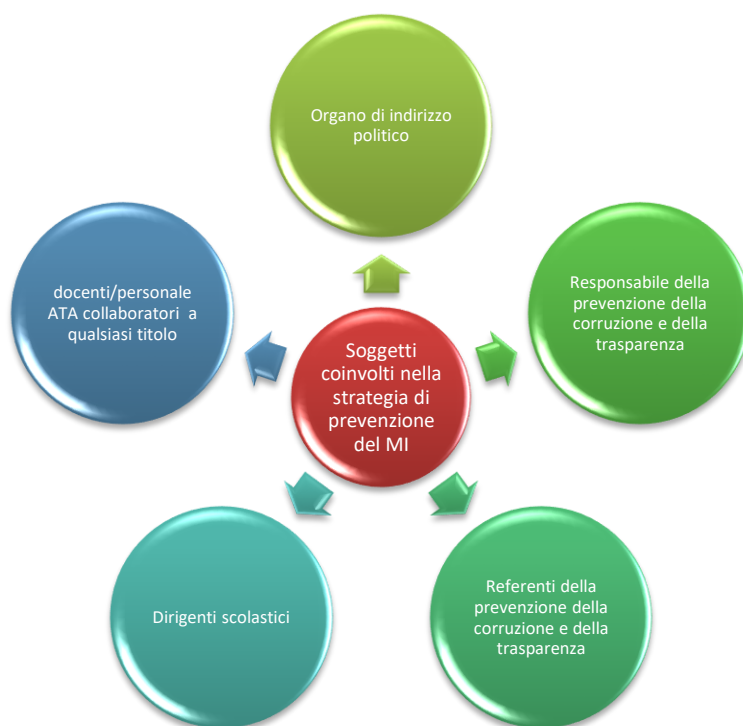 Organo di indirizzo
politico
Responsabile della
prevenzione della
corruzione e della
trasparenza
Referenti della
prevenzione della
corruzione e della
trasparenza
Dirigenti scolastici
docenti/personale
ATA collaboratori a
qualsiasi titolo
Soggetti
coinvolti nella
strategia di
prevenzione
del MI